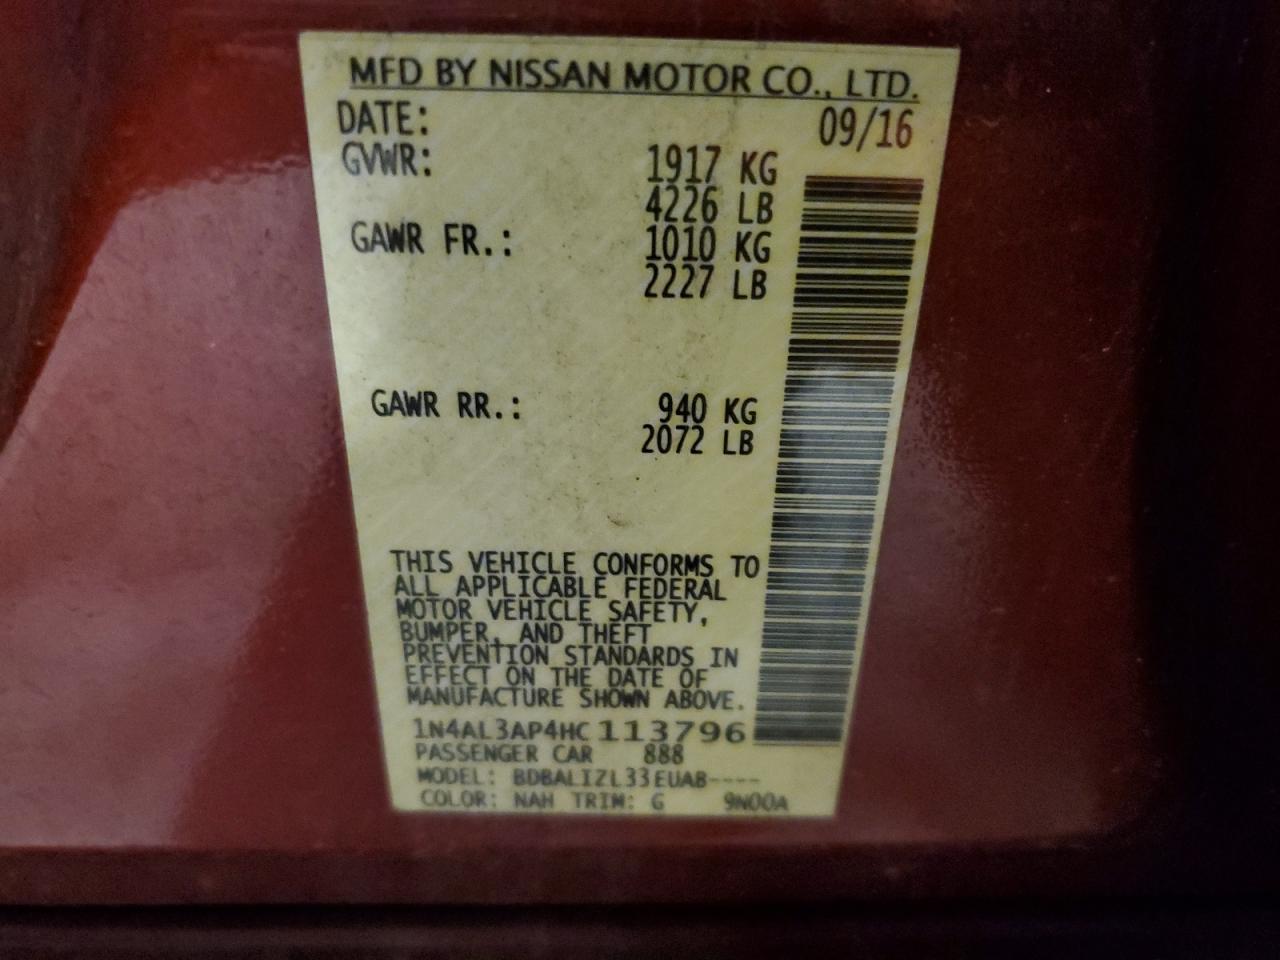 MFD BY NISSAN MOTOR CO., LTD.
DATE: 09/16
GVWR: 1917 KG
4226 LB
GAWR FR.: 1010 KG
2227 LB
GAWR RR.: 940 KG
2072 LB
THIS VEHICLE CONFORMS TO
ALL APPLICABLE FEDERAL
MOTOR VEHICLE SAFETY,
BUMPER, AND THEFT
PREVENTION STANDARDS IN
EFFECT ON THE DATE OF
MANUFACTURE SHOWN ABOVE.
1N4AL3AP4HC113796
PASSENGER CAR 888
MODEL: BDBALIZL33EUAB----
COLOR: NAH TRIM: G 9N00A